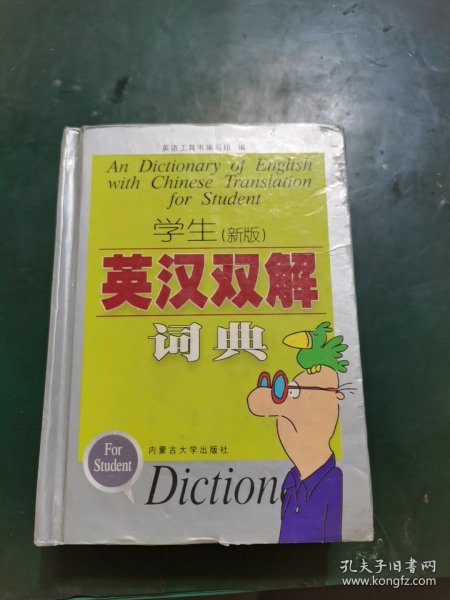 英语工具书编写组 编
An Dictionary of English
with Chinese Translation
for Student
学生(新版)
英汉双解
词典
For
Student
内蒙古大学出版社
Diction
孔夫子旧书网
www.kongfz.com